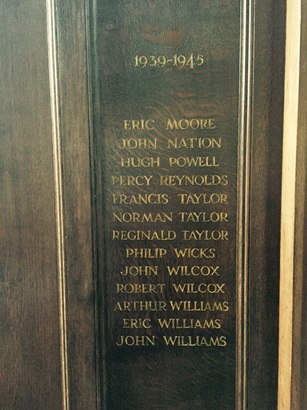 1939-1945
ERIC MOORE
JOHN NATION
HUGH POWELL
PERCY REYNOLDS
FRANCIS TAYLOR
NORMAN TAYLOR
REGINALD TAYLOR
PHILIP WICKS
JOHN WILCOX
ROBERT WILCOX
ARTHUR WILLIAMS
ERIC WILLIAMS
JOHN WILLIAMS